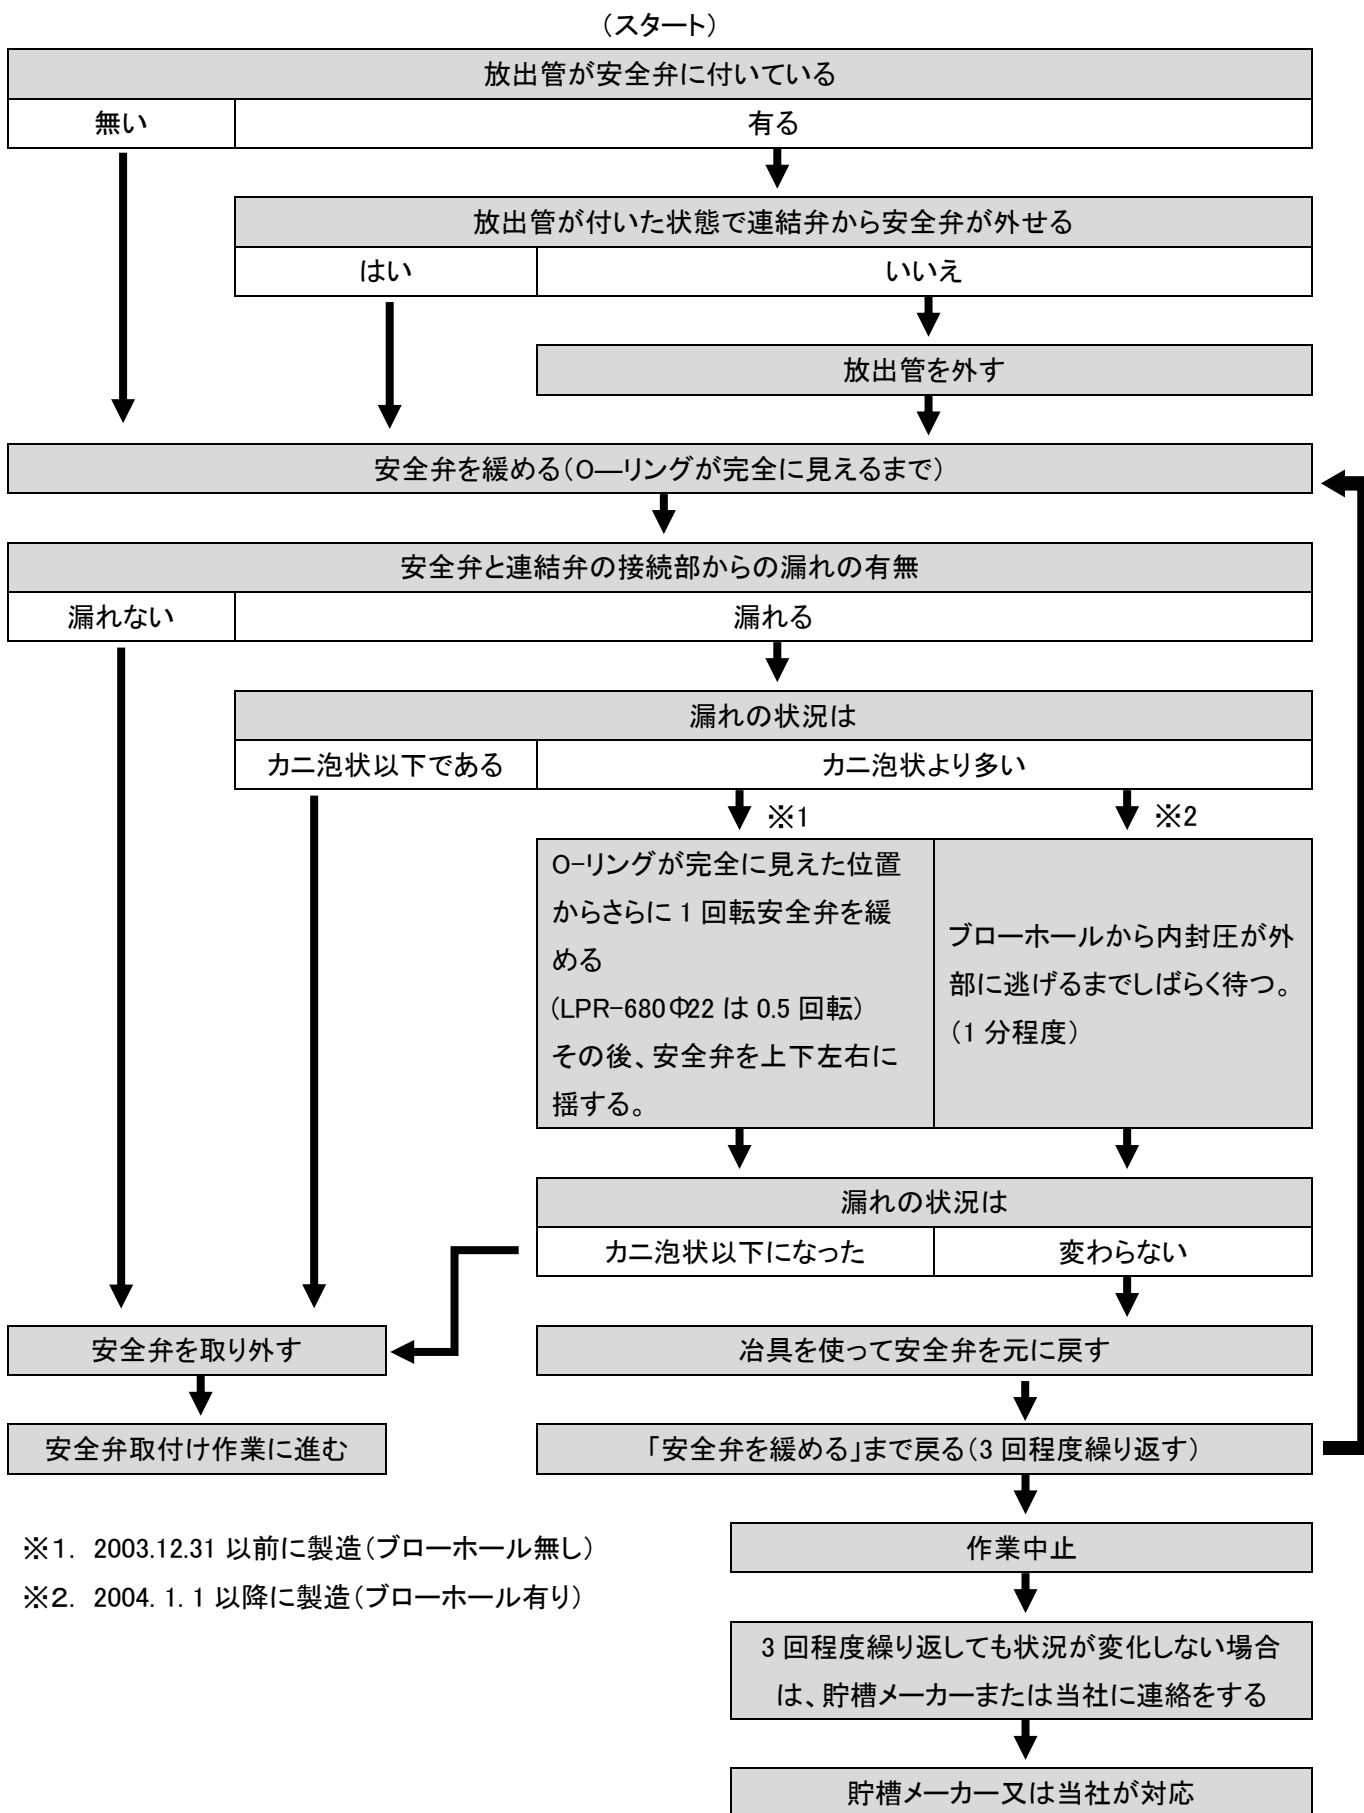 （スタート）
放出管が安全弁に付いている
無い
有る
放出管が付いた状態で連結弁から安全弁が外せる
はい
いいえ
放出管を外す
安全弁を緩める（O―リングが完全に見えるまで）
安全弁と連結弁の接続部からの漏れの有無
漏れない
漏れる
漏れの状況は
カニ泡状以下である
カニ泡状より多い
※1
※2
O-リングが完全に見えた位置
からさらに 1 回転安全弁を緩
める
(LPR-680Φ22 は 0.5 回転)
その後、安全弁を上下左右に
揺する。
ブローホールから内封圧が外
部に逃げるまでしばらく待つ。
（1 分程度）
漏れの状況は
カニ泡状以下になった
変わらない
安全弁を取り外す
冶具を使って安全弁を元に戻す
安全弁取付け作業に進む
「安全弁を緩める」まで戻る（3 回程度繰り返す）
※１． 2003.12.31 以前に製造（ブローホール無し）
※２． 2004. 1. 1 以降に製造（ブローホール有り）
作業中止
3 回程度繰り返しても状況が変化しない場合
は、貯槽メーカーまたは当社に連絡をする
貯槽メーカー又は当社が対応